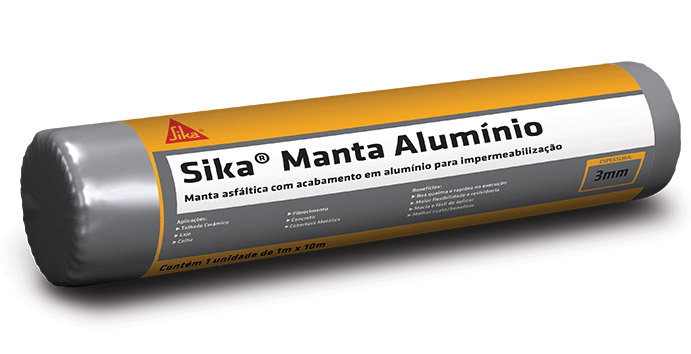 Sika
Sika® Manta Alumínio
Manta asfáltica com acabamento em alumínio para impermeabilização
Aplicações:
Telhado Cerâmico
Laje
Calha
Fibrocimento
Concreto
Cobertura Metálica
Benefícios:
Boa queima e rapidez na execução
Maior flexibilidade e resistência
Macia e fácil de aplicar
Melhor custo/benefício
ESPESSURA:
3mm
Contém 1 unidade de 1m x 10m